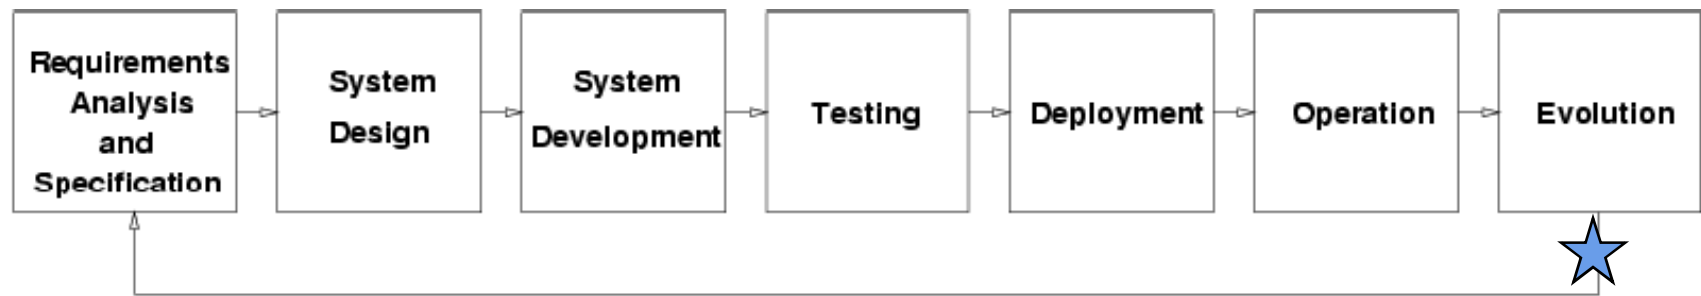 Requirements
Analysis
and
Specification
System
Design
System
Development
Testing
Deployment
Operation
Evolution